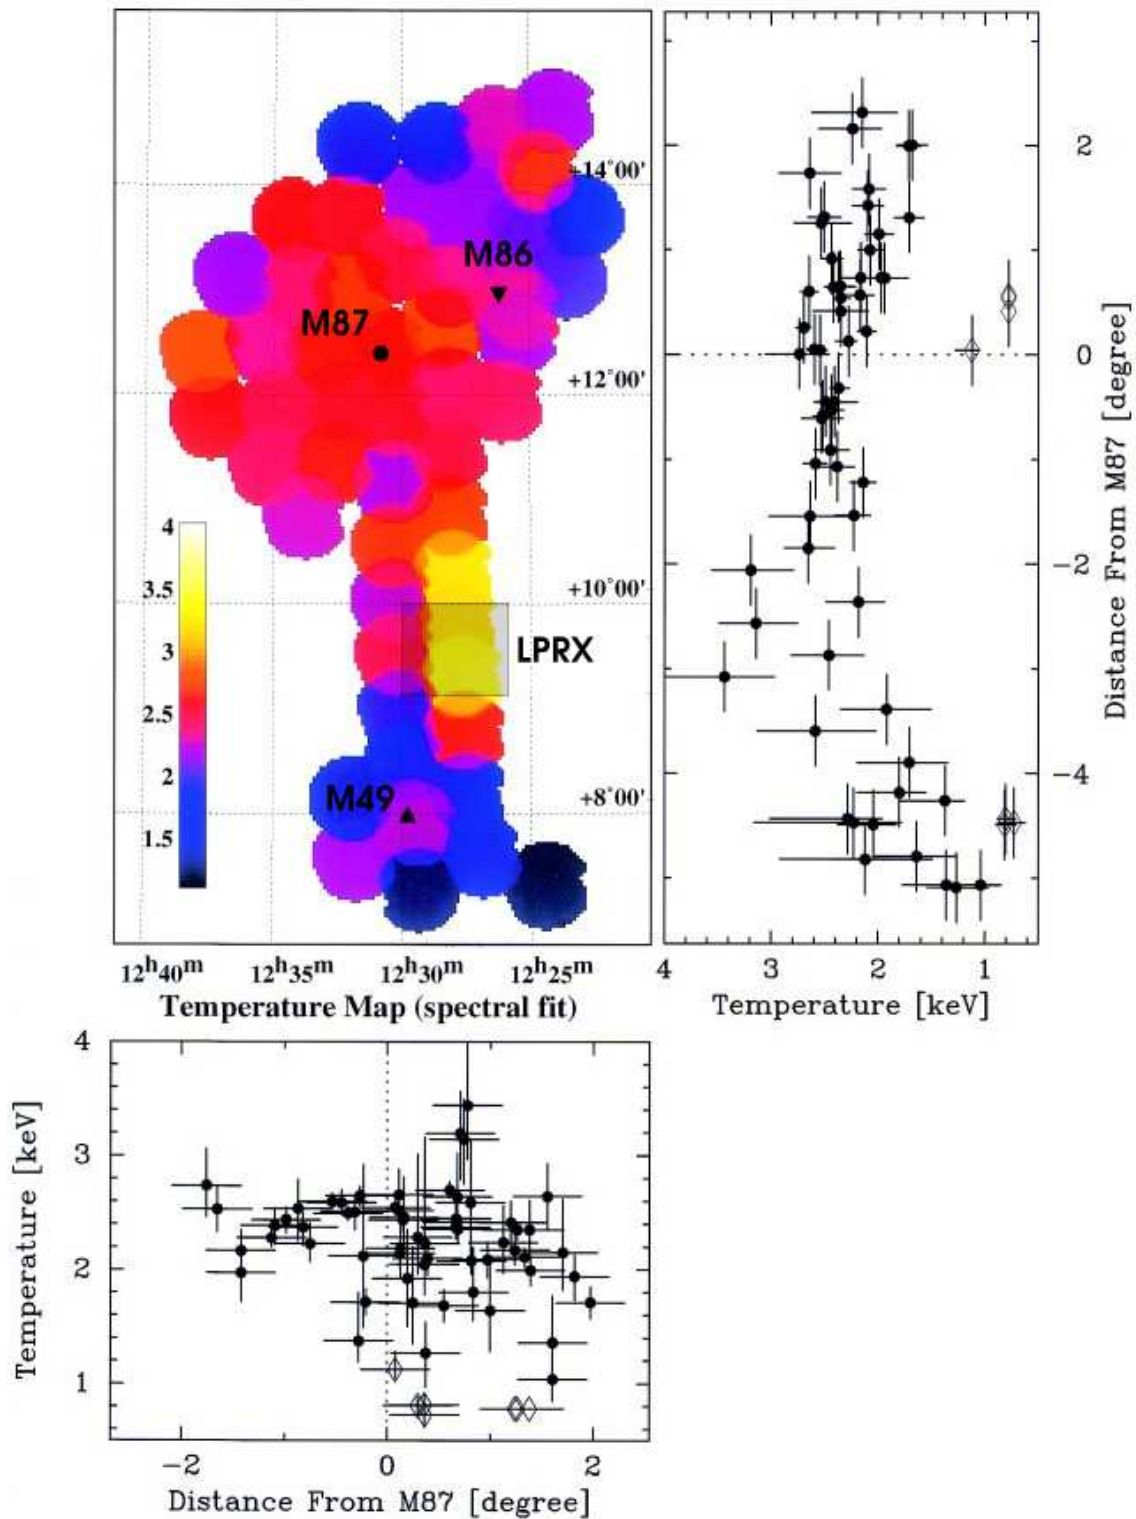 +14°00'
M86
M87
+12°00'
4
3.5
3
2.5
2
1.5
+10°00'
LPRX
M49
+8°00'
12h40m 12h35m 12h30m 12h25m
Temperature Map (spectral fit)
2
0
−2
−4
Distance From M87 [degree]
4 3 2 1
Temperature [keV]
4
3
2
1
Temperature [keV]
−2 0 2
Distance From M87 [degree]